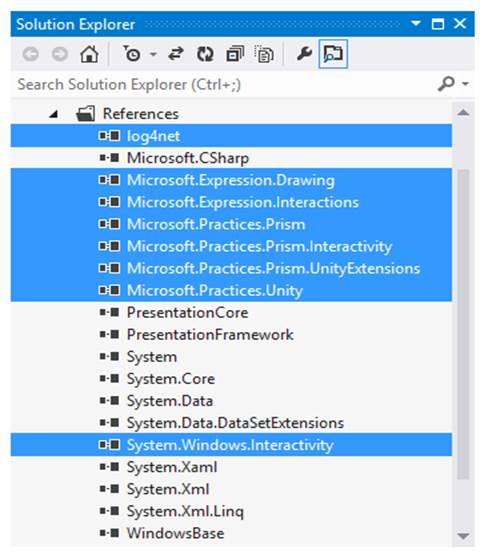 Solution Explorer
Search Solution Explorer (Ctrl+;)
References
log4net
Microsoft.CSharp
Microsoft.Expression.Drawing
Microsoft.Expression.Interactions
Microsoft.Practices.Prism
Microsoft.Practices.Prism.Interactivity
Microsoft.Practices.Prism.UnityExtensions
Microsoft.Practices.Unity
PresentationCore
PresentationFramework
System
System.Core
System.Data
System.Data.DataSetExtensions
System.Windows.Interactivity
System.Xaml
System.Xml
System.Xml.Linq
WindowsBase